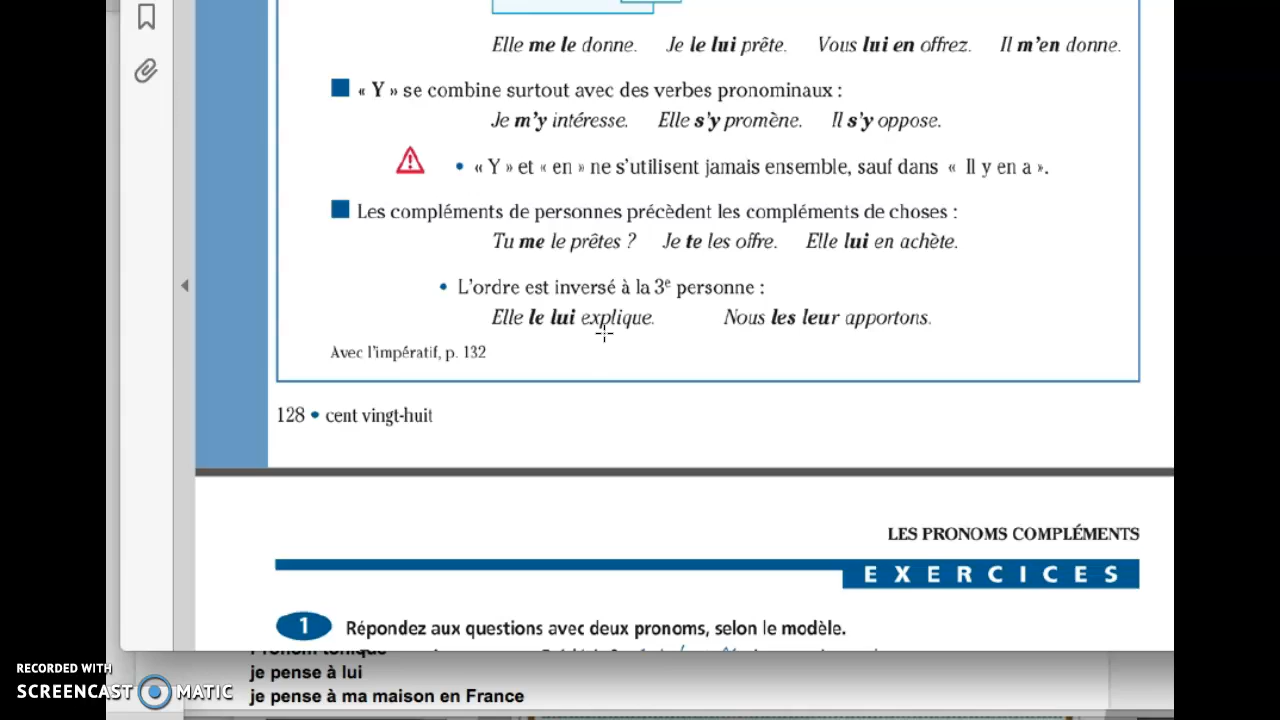 Elle me le donne. Je le lui prête. Vous lui en offrez. Il m'en donne.
« Y » se combine surtout avec des verbes pronominaux :
Je m'y intéresse. Elle s'y promène. Il s'y oppose.
• « Y » et « en » ne s'utilisent jamais ensemble, sauf dans « Il y en a ».
Les compléments de personnes précèdent les compléments de choses :
Tu me le prêtes ? Je te les offre. Elle lui en achète.
• L'ordre est inversé à la 3e personne :
Elle le lui explique. Nous les leur apportons.
Avec l'impératif, p. 132
128 • cent vingt-huit
LES PRONOMS COMPLÉMENTS
EXERCICES
1 Répondez aux questions avec deux pronoms, selon le modèle.
Pronom tonique
je pense à lui
je pense à ma maison en France
RECORDED WITH
SCREENCAST MATIC